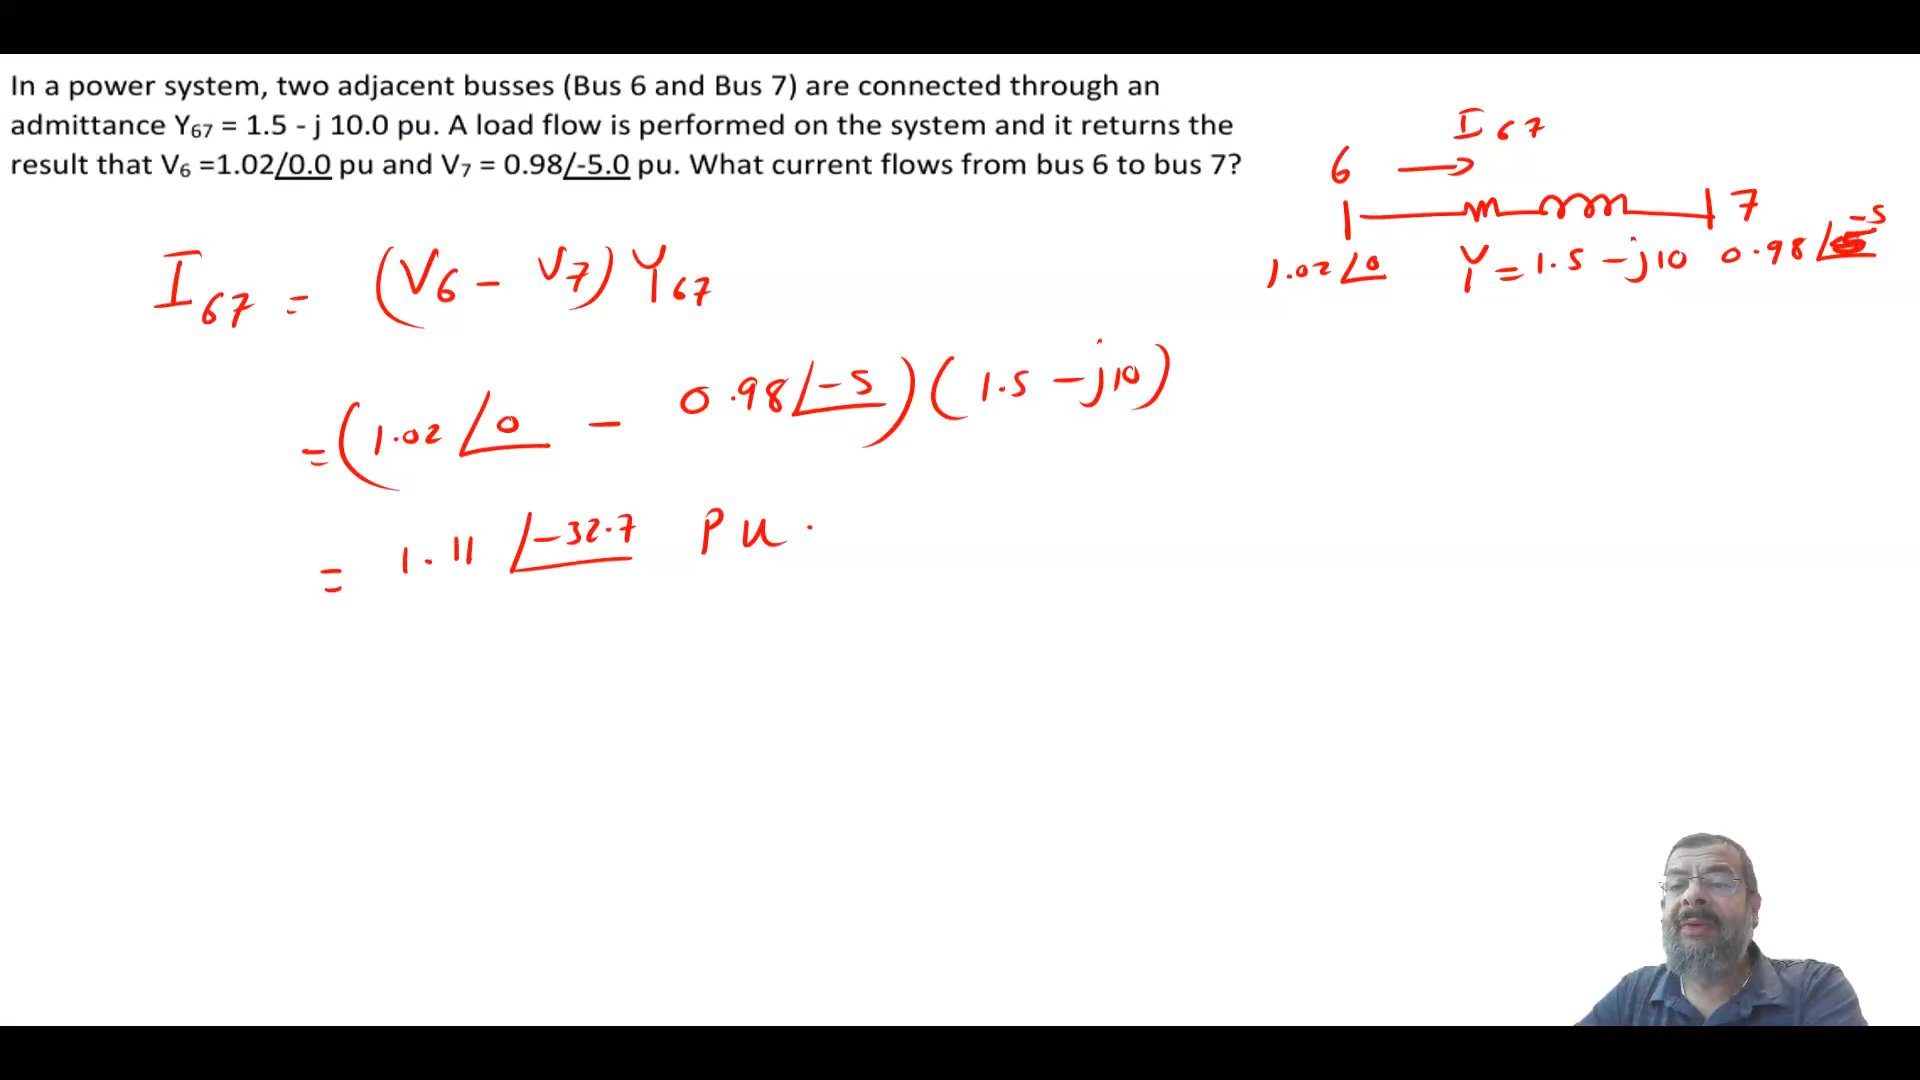 In a power system, two adjacent busses (Bus 6 and Bus 7) are connected through an
admittance Y₆₇ = 1.5 - j 10.0 pu. A load flow is performed on the system and it returns the
result that V₆ =1.02/0.0 pu and V₇ = 0.98/-5.0 pu. What current flows from bus 6 to bus 7?
I₆₇
6
7
1.02∠0 Y = 1.5 - j10 0.98∠-5
I₆₇ = (V₆ - V₇) Y₆₇
= (1.02∠0 - 0.98∠-5) (1.5 - j10)
= 1.11∠-32.7 pu.